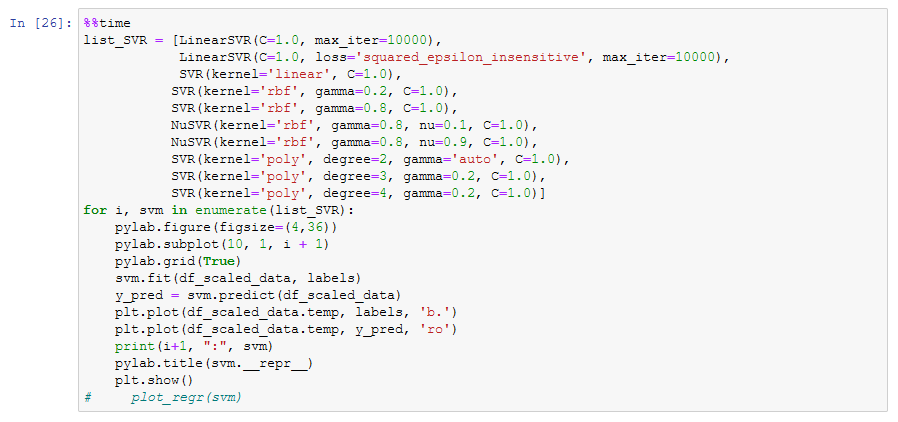 In [26]: %%time
list_SVR = [LinearSVR(C=1.0, max_iter=10000),
            LinearSVR(C=1.0, loss='squared_epsilon_insensitive', max_iter=10000),
            SVR(kernel='linear', C=1.0),
           SVR(kernel='rbf', gamma=0.2, C=1.0),
           SVR(kernel='rbf', gamma=0.8, C=1.0),
           NuSVR(kernel='rbf', gamma=0.8, nu=0.1, C=1.0),
           NuSVR(kernel='rbf', gamma=0.8, nu=0.9, C=1.0),
           SVR(kernel='poly', degree=2, gamma='auto', C=1.0),
           SVR(kernel='poly', degree=3, gamma=0.2, C=1.0),
           SVR(kernel='poly', degree=4, gamma=0.2, C=1.0)]
for i, svm in enumerate(list_SVR):
    pylab.figure(figsize=(4,36))
    pylab.subplot(10, 1, i + 1)
    pylab.grid(True)
    svm.fit(df_scaled_data, labels)
    y_pred = svm.predict(df_scaled_data)
    plt.plot(df_scaled_data.temp, labels, 'b.')
    plt.plot(df_scaled_data.temp, y_pred, 'ro')
    print(i+1, ":", svm)
    pylab.title(svm.__repr__)
    plt.show()
#     plot_regr(svm)